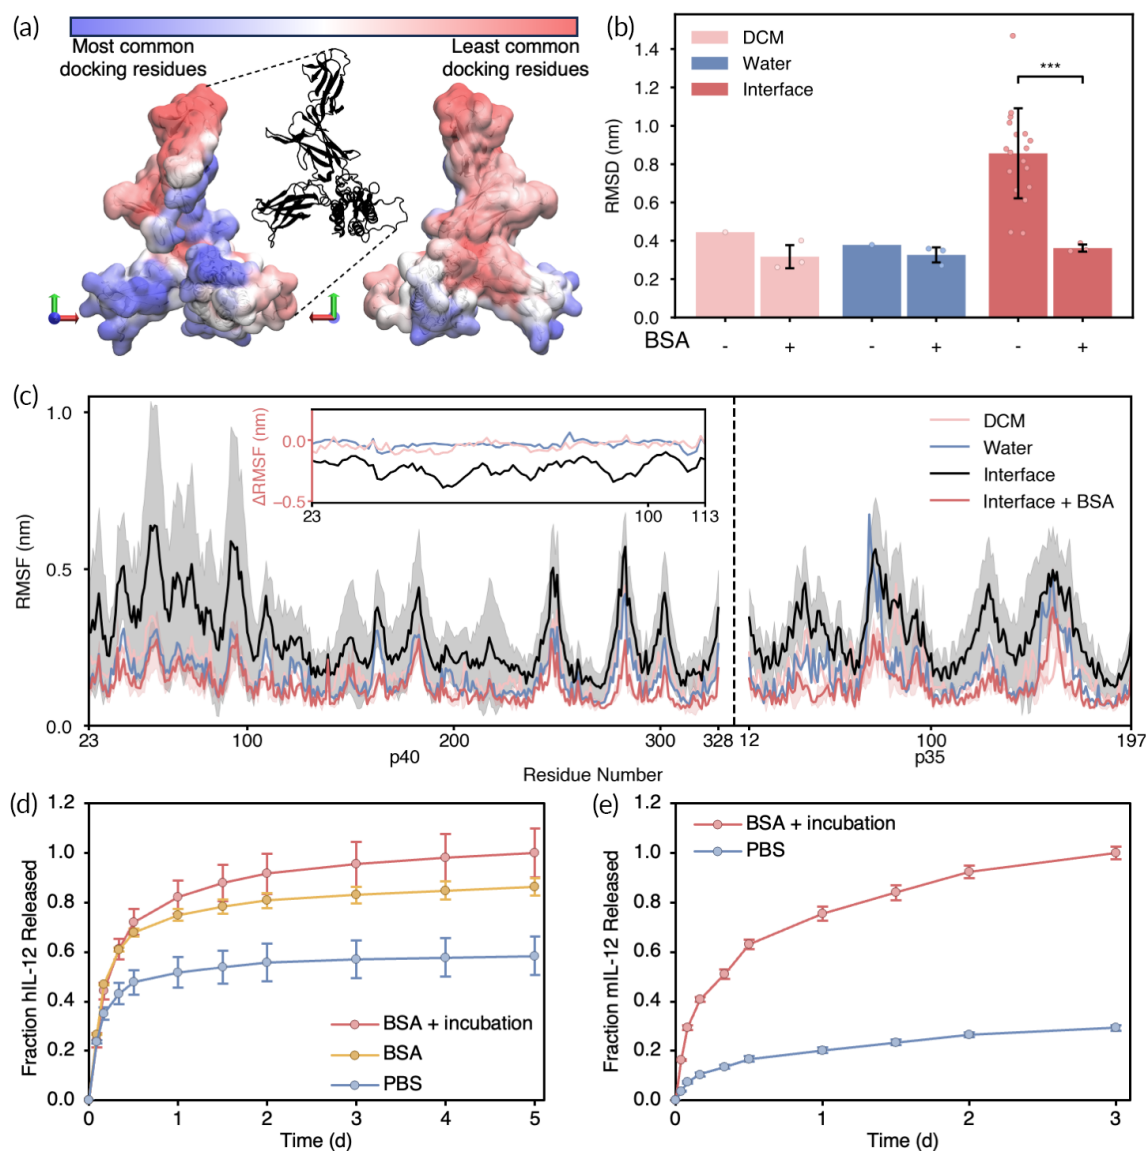 (a)
Most common
docking residues
Least common
docking residues
(b)
DCM
Water
Interface
***
RMSD (nm)
1.4
1.2
1.0
0.8
0.6
0.4
0.2
0.0
BSA - + - + - +
(c)
RMSF (nm)
1.0
0.5
0.0
ΔRMSF (nm)
0.0
−0.5
23 100 113
DCM
Water
Interface
Interface + BSA
23 100 200 300 328 12 100 197
p40 p35
Residue Number
(d)
Fraction hIL-12 Released
1.2
1.0
0.8
0.6
0.4
0.2
0.0
BSA + incubation
BSA
PBS
0 1 2 3 4 5
Time (d)
(e)
Fraction mIL-12 Released
1.2
1.0
0.8
0.6
0.4
0.2
0.0
BSA + incubation
PBS
0 1 2 3
Time (d)